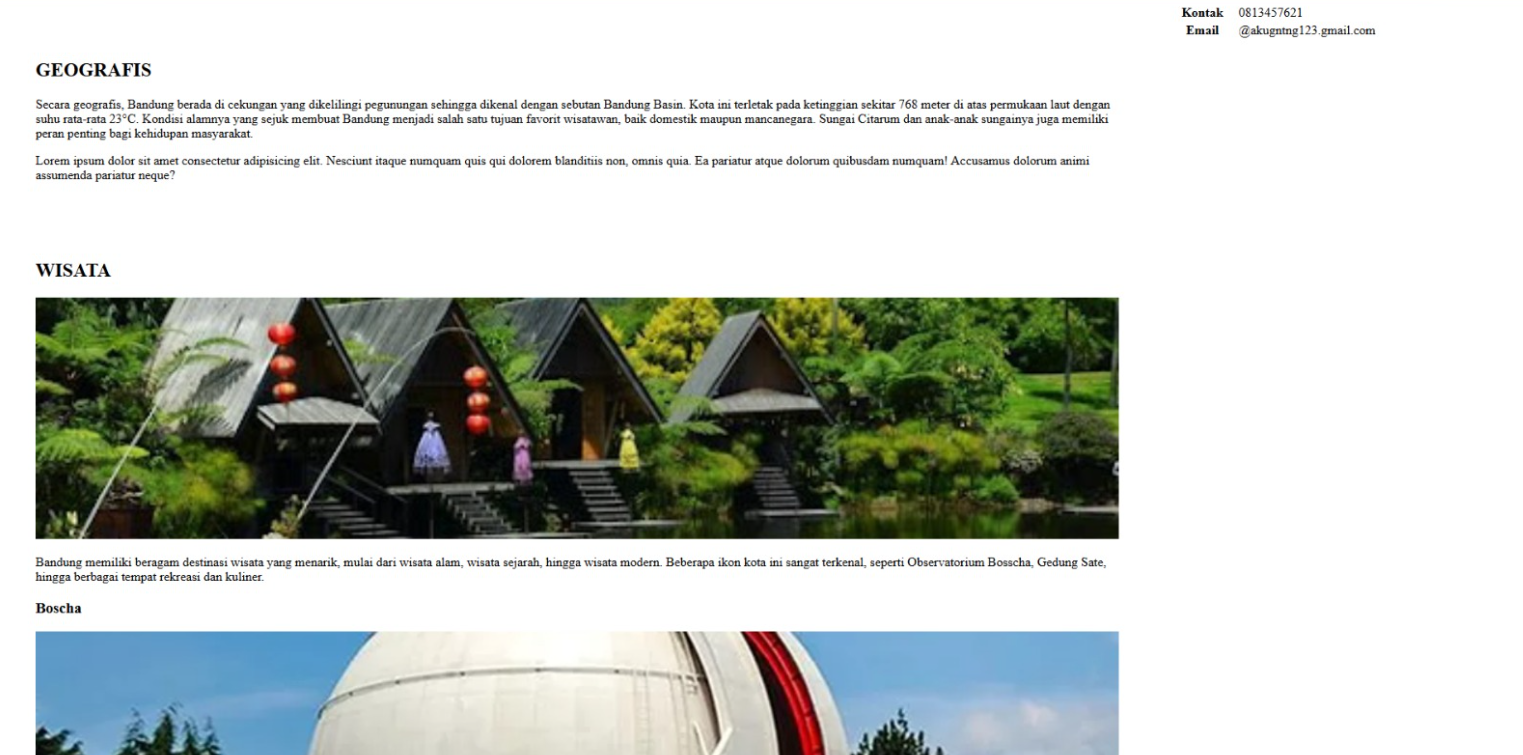 Kontak 0813457621
Email @akugntng123.gmail.com
GEOGRAFIS
Secara geografis, Bandung berada di cekungan yang dikelilingi pegunungan sehingga dikenal dengan sebutan Bandung Basin. Kota ini terletak pada ketinggian sekitar 768 meter di atas permukaan laut dengan
suhu rata-rata 23°C. Kondisi alamnya yang sejuk membuat Bandung menjadi salah satu tujuan favorit wisatawan, baik domestik maupun mancanegara. Sungai Citarum dan anak-anak sungainya juga memiliki
peran penting bagi kehidupan masyarakat.
Lorem ipsum dolor sit amet consectetur adipisicing elit. Nesciunt itaque numquam quis qui dolorem blanditiis non, omnis quia. Ea pariatur atque dolorum quibusdam numquam! Accusamus dolorum animi
assumenda pariatur neque?
WISATA
Bandung memiliki beragam destinasi wisata yang menarik, mulai dari wisata alam, wisata sejarah, hingga wisata modern. Beberapa ikon kota ini sangat terkenal, seperti Observatorium Bosscha, Gedung Sate,
hingga berbagai tempat rekreasi dan kuliner.
Boscha